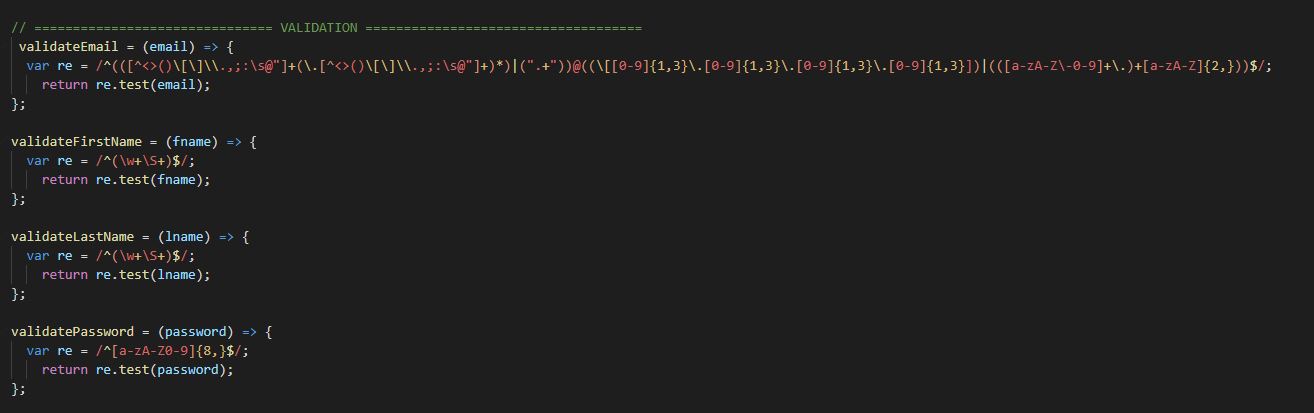 // =============================== VALIDATION ====================================
validateEmail = (email) => {
var re = /^(([^<>()\[\]\\.,;:\s@"]+(\.[^<>()\[\]\\.,;:\s@"]+)*)|(".+"))@((\[[0-9]{1,3}\.[0-9]{1,3}\.[0-9]{1,3}\.[0-9]{1,3}])|(([a-zA-Z\-0-9]+\.)+[a-zA-Z]{2,}))$/;
return re.test(email);
};
validateFirstName = (fname) => {
var re = /^(\w+\S+)$/;
return re.test(fname);
};
validateLastName = (lname) => {
var re = /^(\w+\S+)$/;
return re.test(lname);
};
validatePassword = (password) => {
var re = /^[a-zA-Z0-9]{8,}$/;
return re.test(password);
};